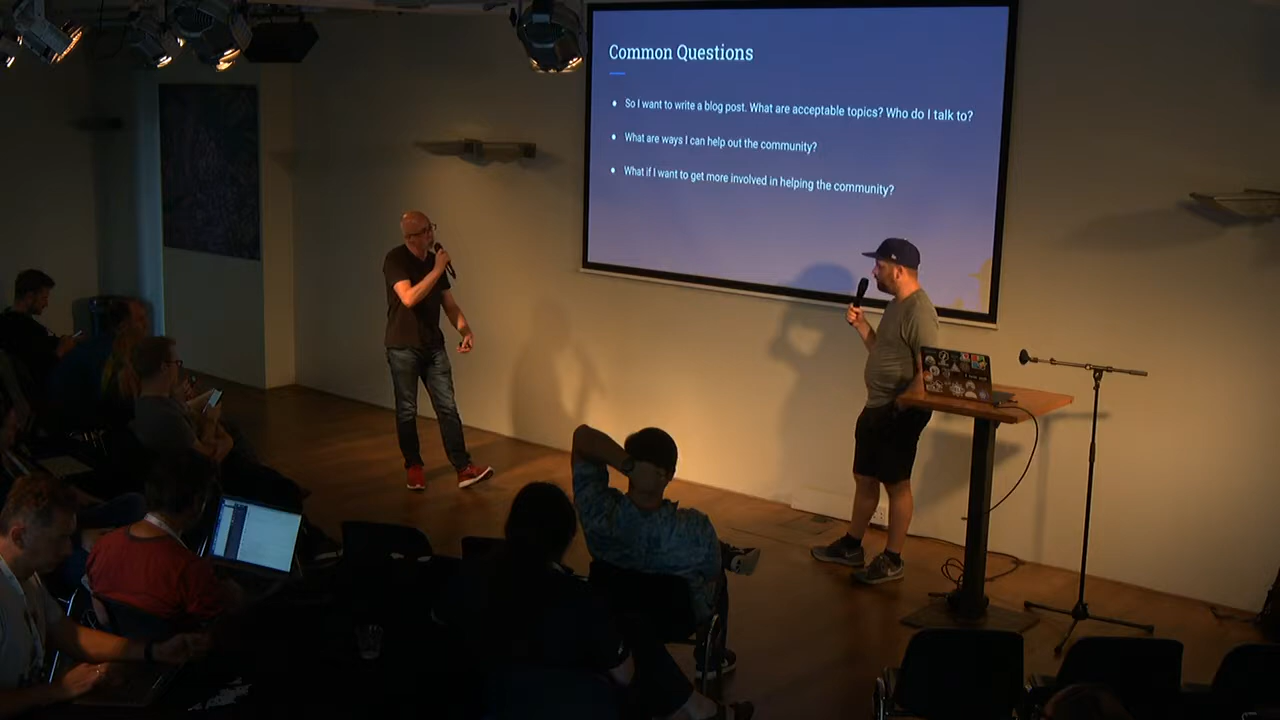 Common Questions
So I want to write a blog post. What are acceptable topics? Who do I talk to?
What are ways I can help out the community?
What if I want to get more involved in helping the community?